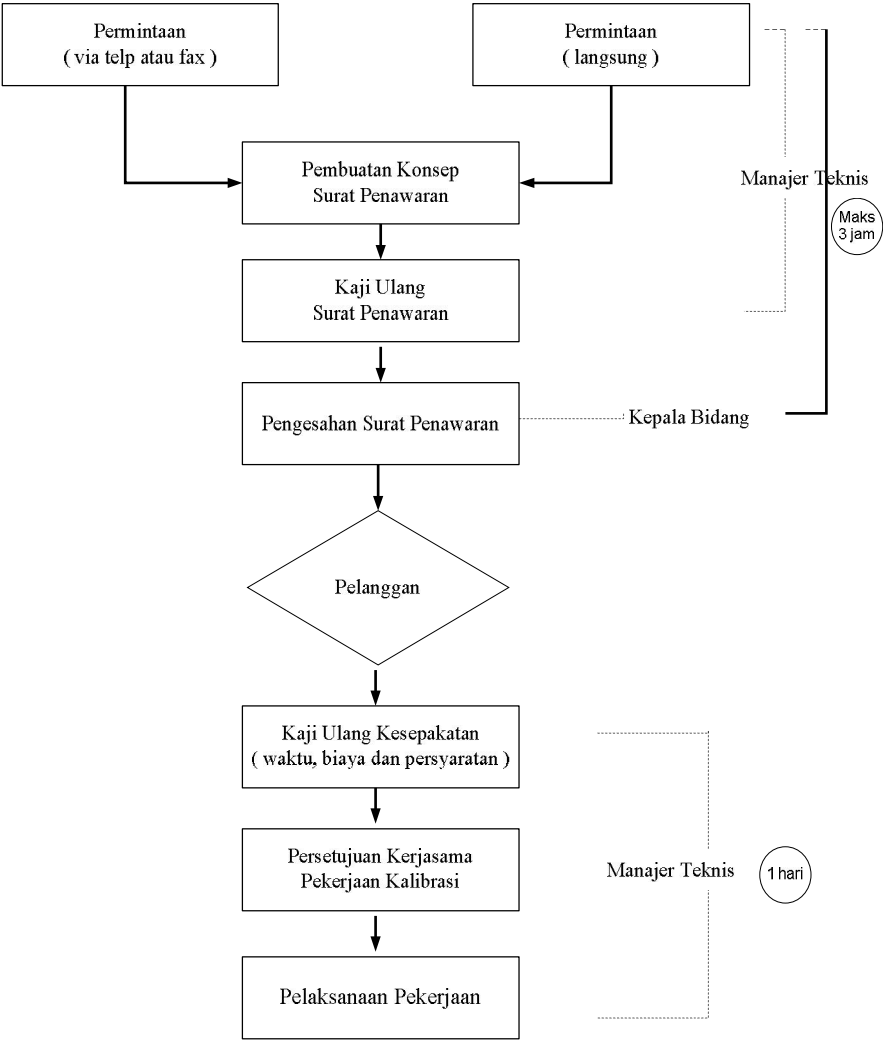 Permintaan
( via telp atau fax )
Permintaan
( langsung )
Pembuatan Konsep
Surat Penawaran
Manajer Teknis
Maks
3 jam
Kaji Ulang
Surat Penawaran
Pengesahan Surat Penawaran
Kepala Bidang
Pelanggan
Kaji Ulang Kesepakatan
( waktu, biaya dan persyaratan )
Persetujuan Kerjasama
Pekerjaan Kalibrasi
Manajer Teknis
1 hari
Pelaksanaan Pekerjaan